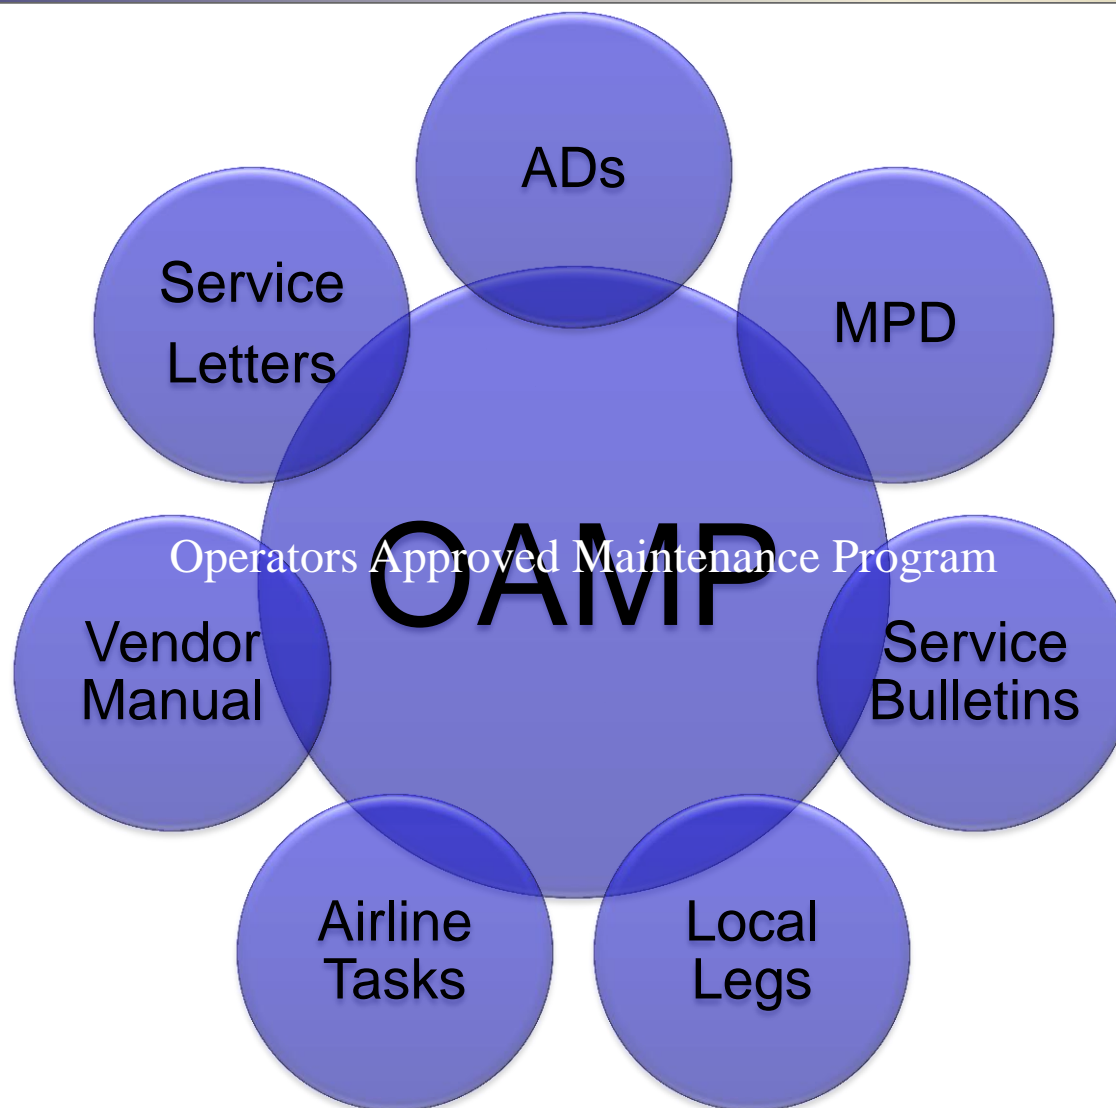 ADs
Service
Letters
MPD
OAMP
Operators Approved Maintenance Program
Vendor
Manual
Service
Bulletins
Airline
Tasks
Local
Legs